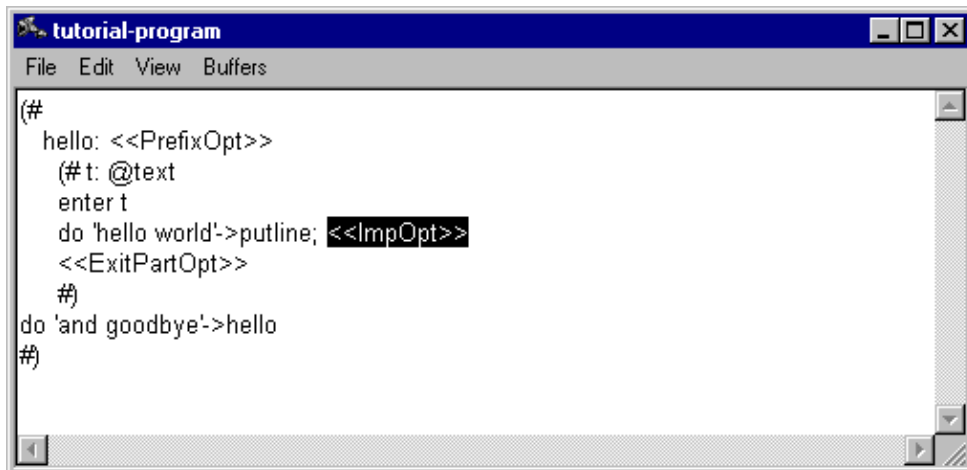 tutorial-program
File Edit View Buffers
(#
hello: <<PrefixOpt>>
(# t: @text
enter t
do 'hello world'->putline; <<ImpOpt>>
<<ExitPartOpt>>
#)
do 'and goodbye'->hello
#)